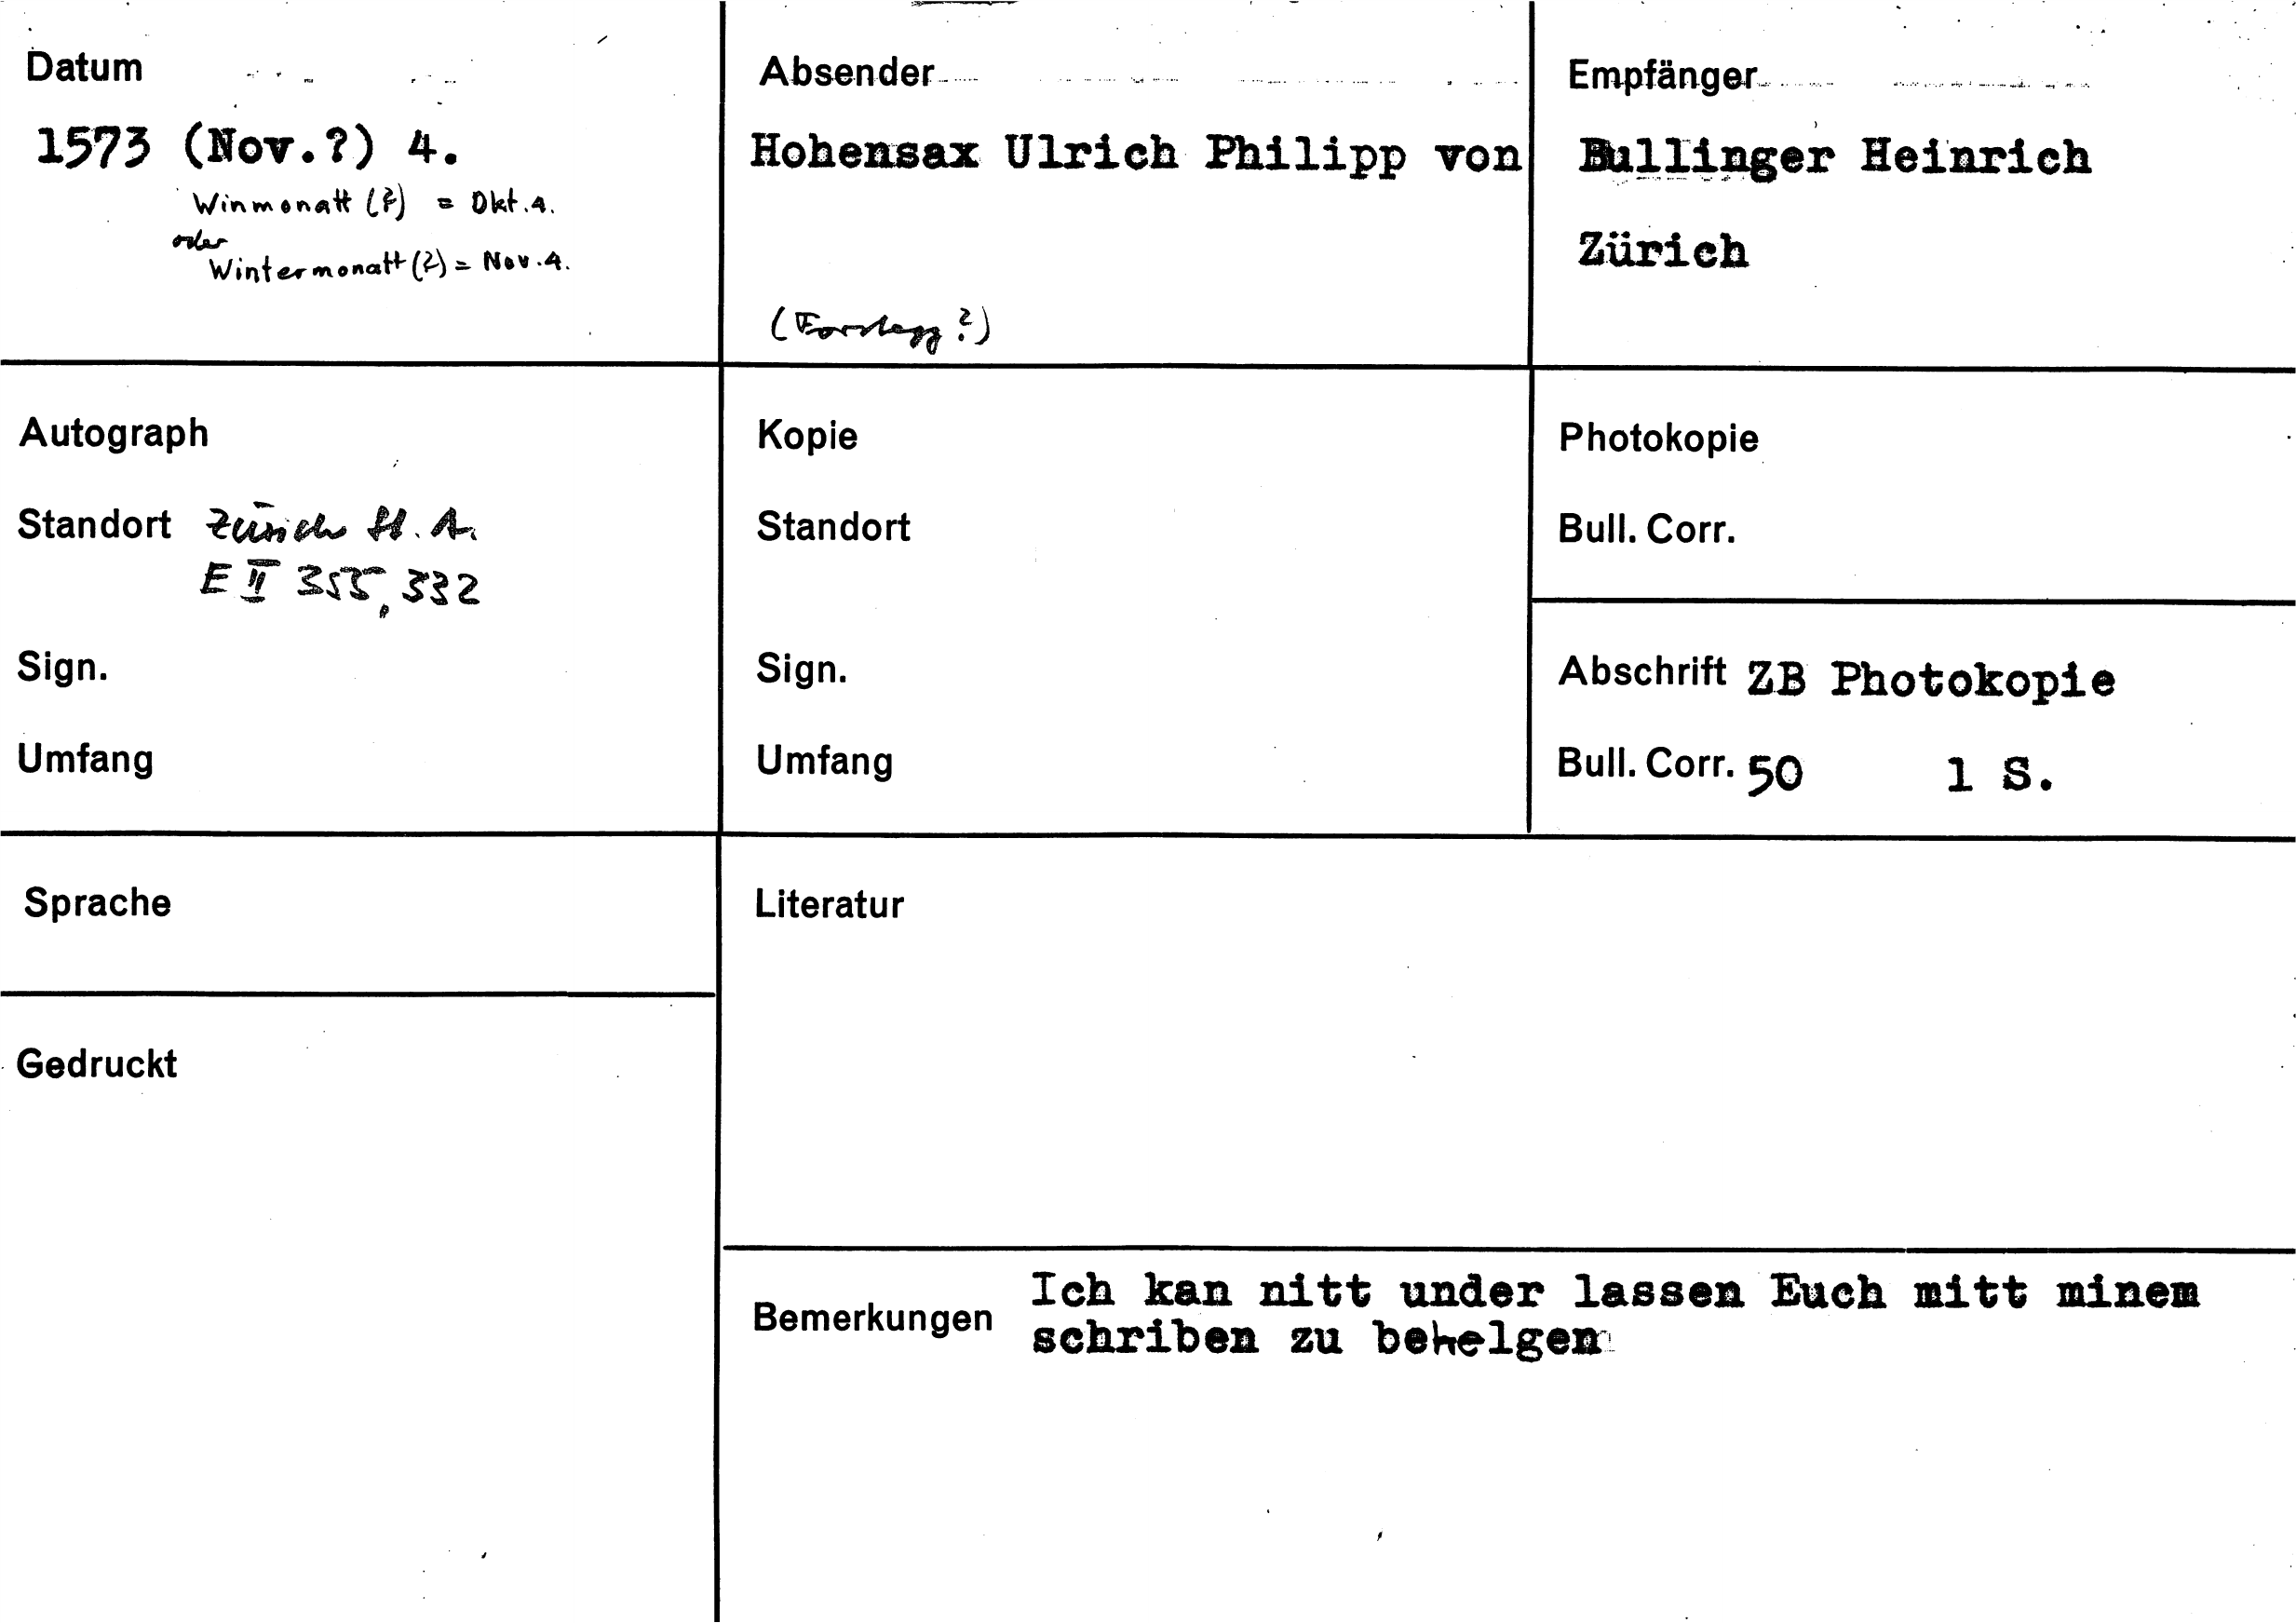 Datum
1573 (Nov.?) 4.
Winmonatt (?) = Okt. 4.
oder
Wintermonatt (?) = Nov. 4.
Absender
Hohensax Ulrich Philipp von
(Forstegg ?)
Empfänger
Bullinger Heinrich
Zürich
Autograph
Standort Zürich St. A.
E II 355, 332
Sign.
Umfang
Kopie
Standort
Sign.
Umfang
Photokopie
Bull. Corr.
Abschrift ZB Photokopie
Bull. Corr. 50 1 S.
Sprache
Literatur
Gedruckt
Bemerkungen
Ich kan nitt under lassen Euch mitt minem
schriben zu behelgen